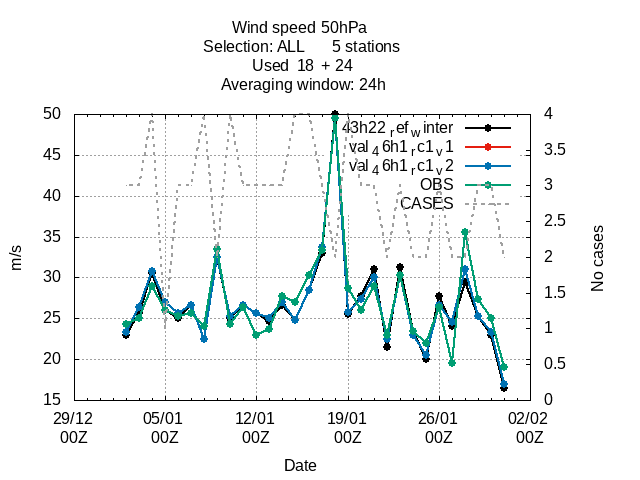 Wind speed 50hPa
Selection: ALL 5 stations
Used 18 + 24
Averaging window: 24h
50
45
40
35
30
25
20
15
m/s
4
3.5
3
2.5
2
1.5
1
0.5
0
No cases
43h22_ref_winter
val_46h1_rc1_v1
val_46h1_rc1_v2
OBS
CASES
29/12 05/01 12/01 19/01 26/01 02/02
00Z 00Z 00Z 00Z 00Z 00Z
Date